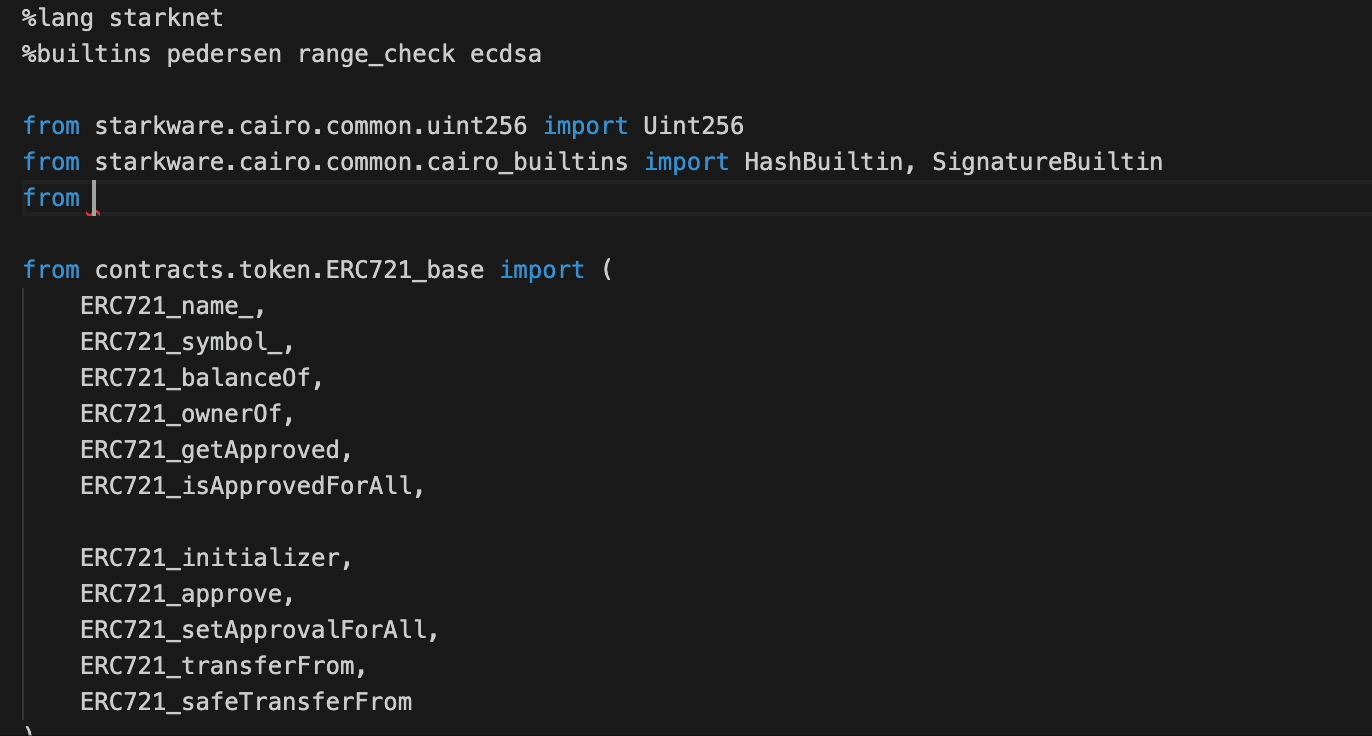 %lang starknet
%builtins pedersen range_check ecdsa
from starkware.cairo.common.uint256 import Uint256
from starkware.cairo.common.cairo_builtins import HashBuiltin, SignatureBuiltin
from
from contracts.token.ERC721_base import (
ERC721_name_,
ERC721_symbol_,
ERC721_balanceOf,
ERC721_ownerOf,
ERC721_getApproved,
ERC721_isApprovedForAll,
ERC721_initializer,
ERC721_approve,
ERC721_setApprovalForAll,
ERC721_transferFrom,
ERC721_safeTransferFrom
)